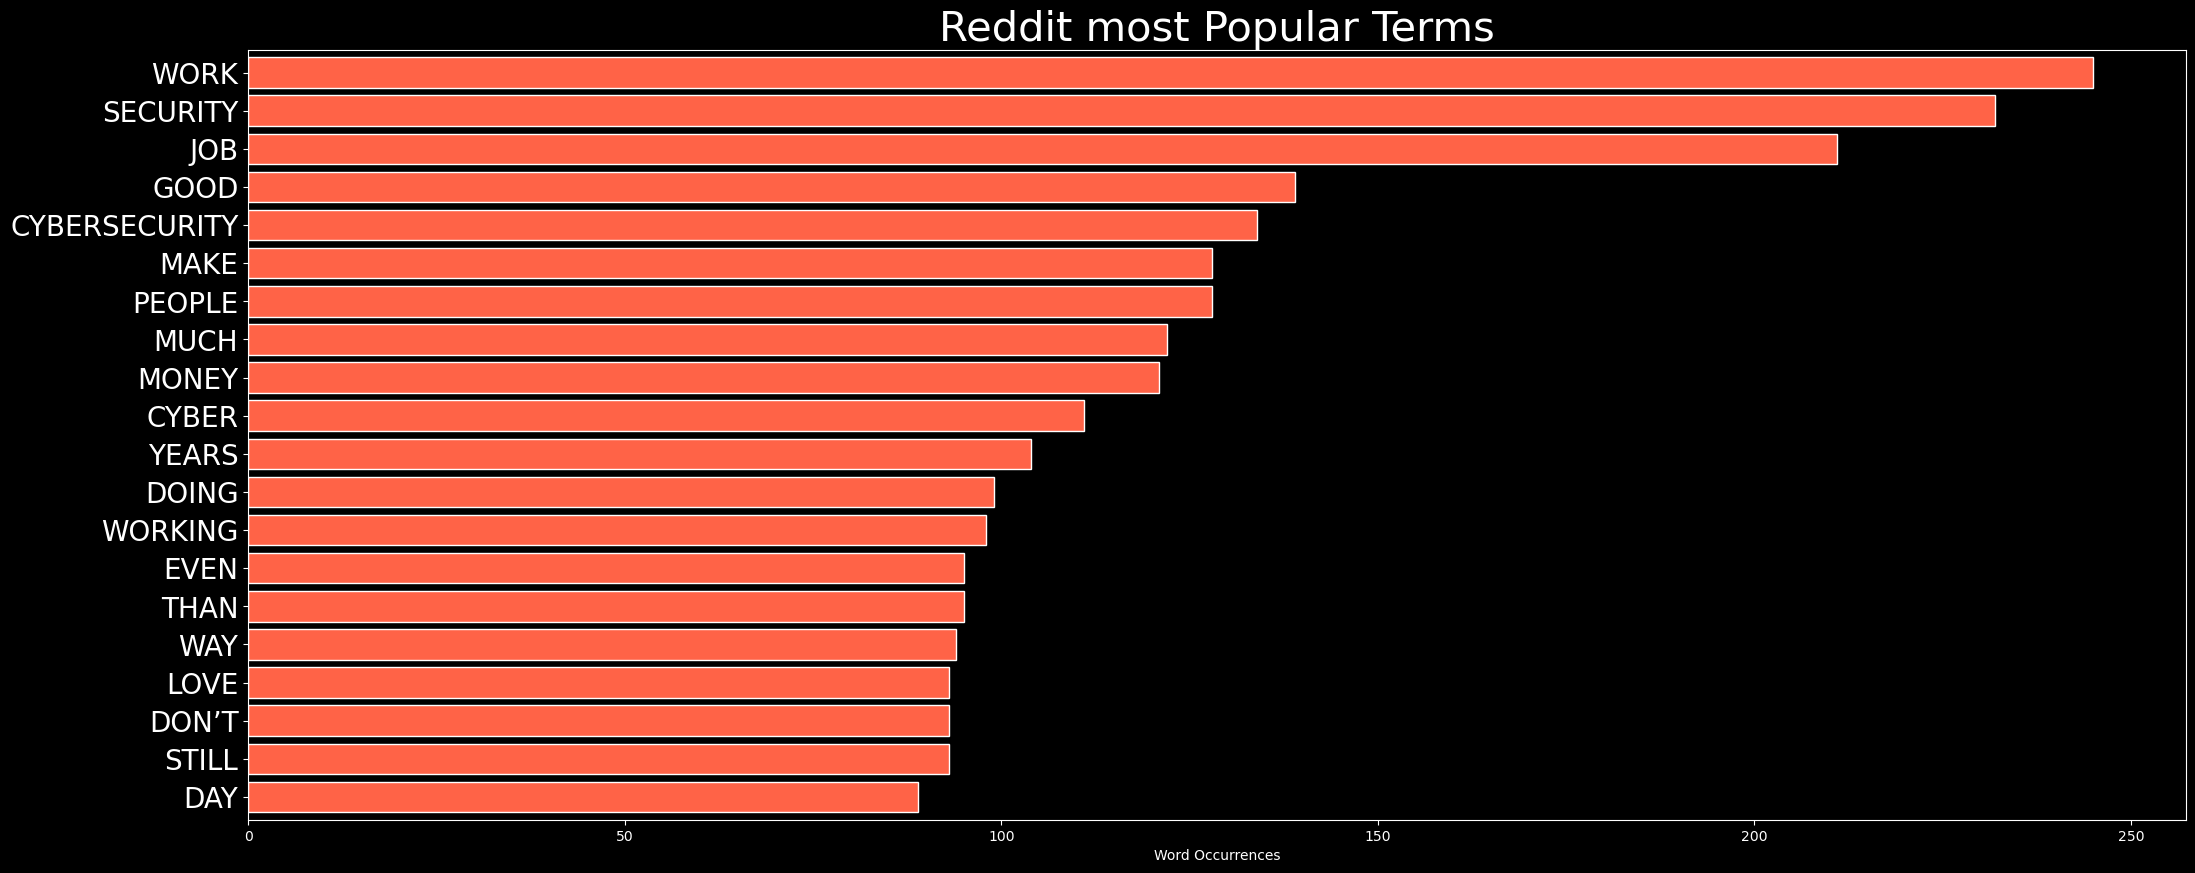 Reddit most Popular Terms
WORK
SECURITY
JOB
GOOD
CYBERSECURITY
MAKE
PEOPLE
MUCH
MONEY
CYBER
YEARS
DOING
WORKING
EVEN
THAN
WAY
LOVE
DON’T
STILL
DAY
0 50 100 150 200 250
Word Occurrences